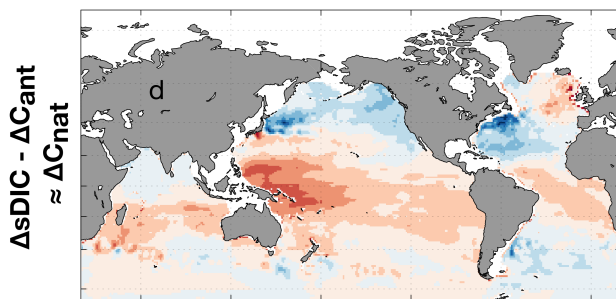 ΔsDIC - ΔCant
≈ ΔCnat
d